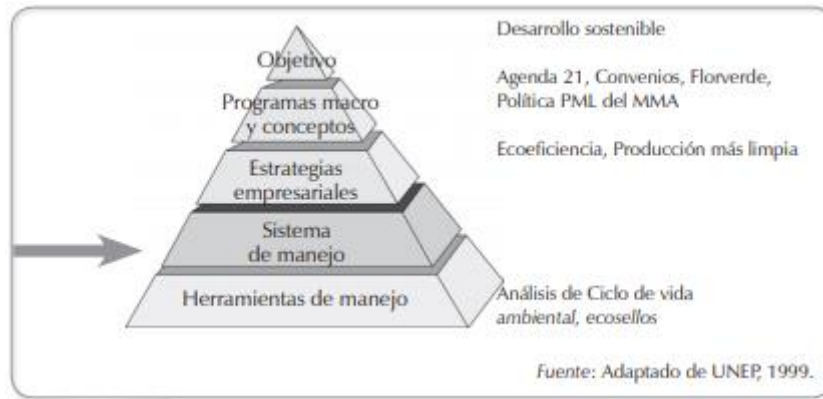 Objetivo
Desarrollo sostenible
Programas macro
y conceptos
Agenda 21, Convenios, Florverde,
Política PML del MMA
Estrategias
empresariales
Ecoeficiencia, Producción más limpia
Sistema
de manejo
Herramientas de manejo
Análisis de Ciclo de vida
ambiental, ecosellos
Fuente: Adaptado de UNEP, 1999.